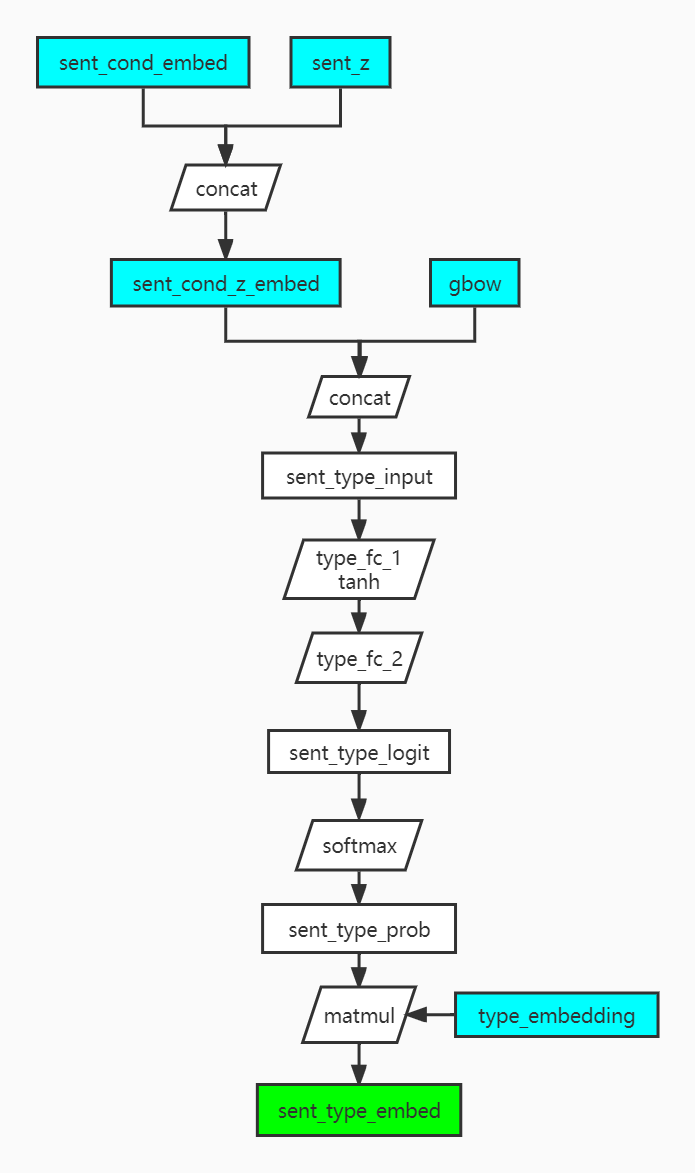 sent_cond_embed
sent_z
concat
sent_cond_z_embed
gbow
concat
sent_type_input
type_fc_1
tanh
type_fc_2
sent_type_logit
softmax
sent_type_prob
matmul
type_embedding
sent_type_embed